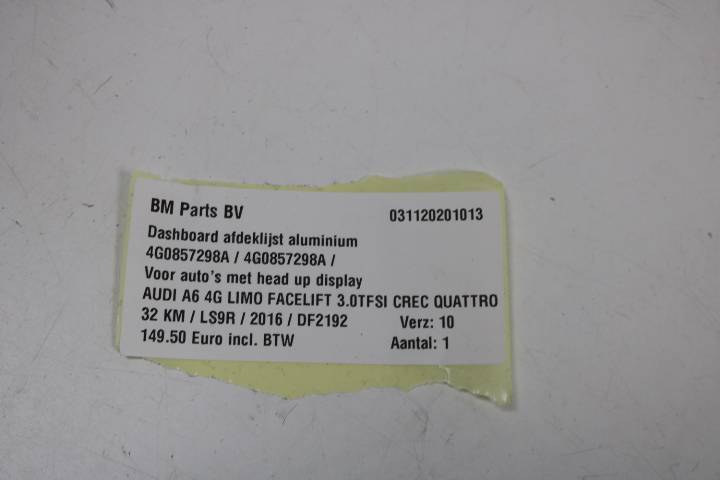 BM Parts BV 031120201013
Dashboard afdeklijst aluminium
4G0857298A / 4G0857298A /
Voor auto's met head up display
AUDI A6 4G LIMO FACELIFT 3.0TFSI CREC QUATTRO
32 KM / LS9R / 2016 / DF2192 Verz: 10
149.50 Euro incl. BTW Aantal: 1